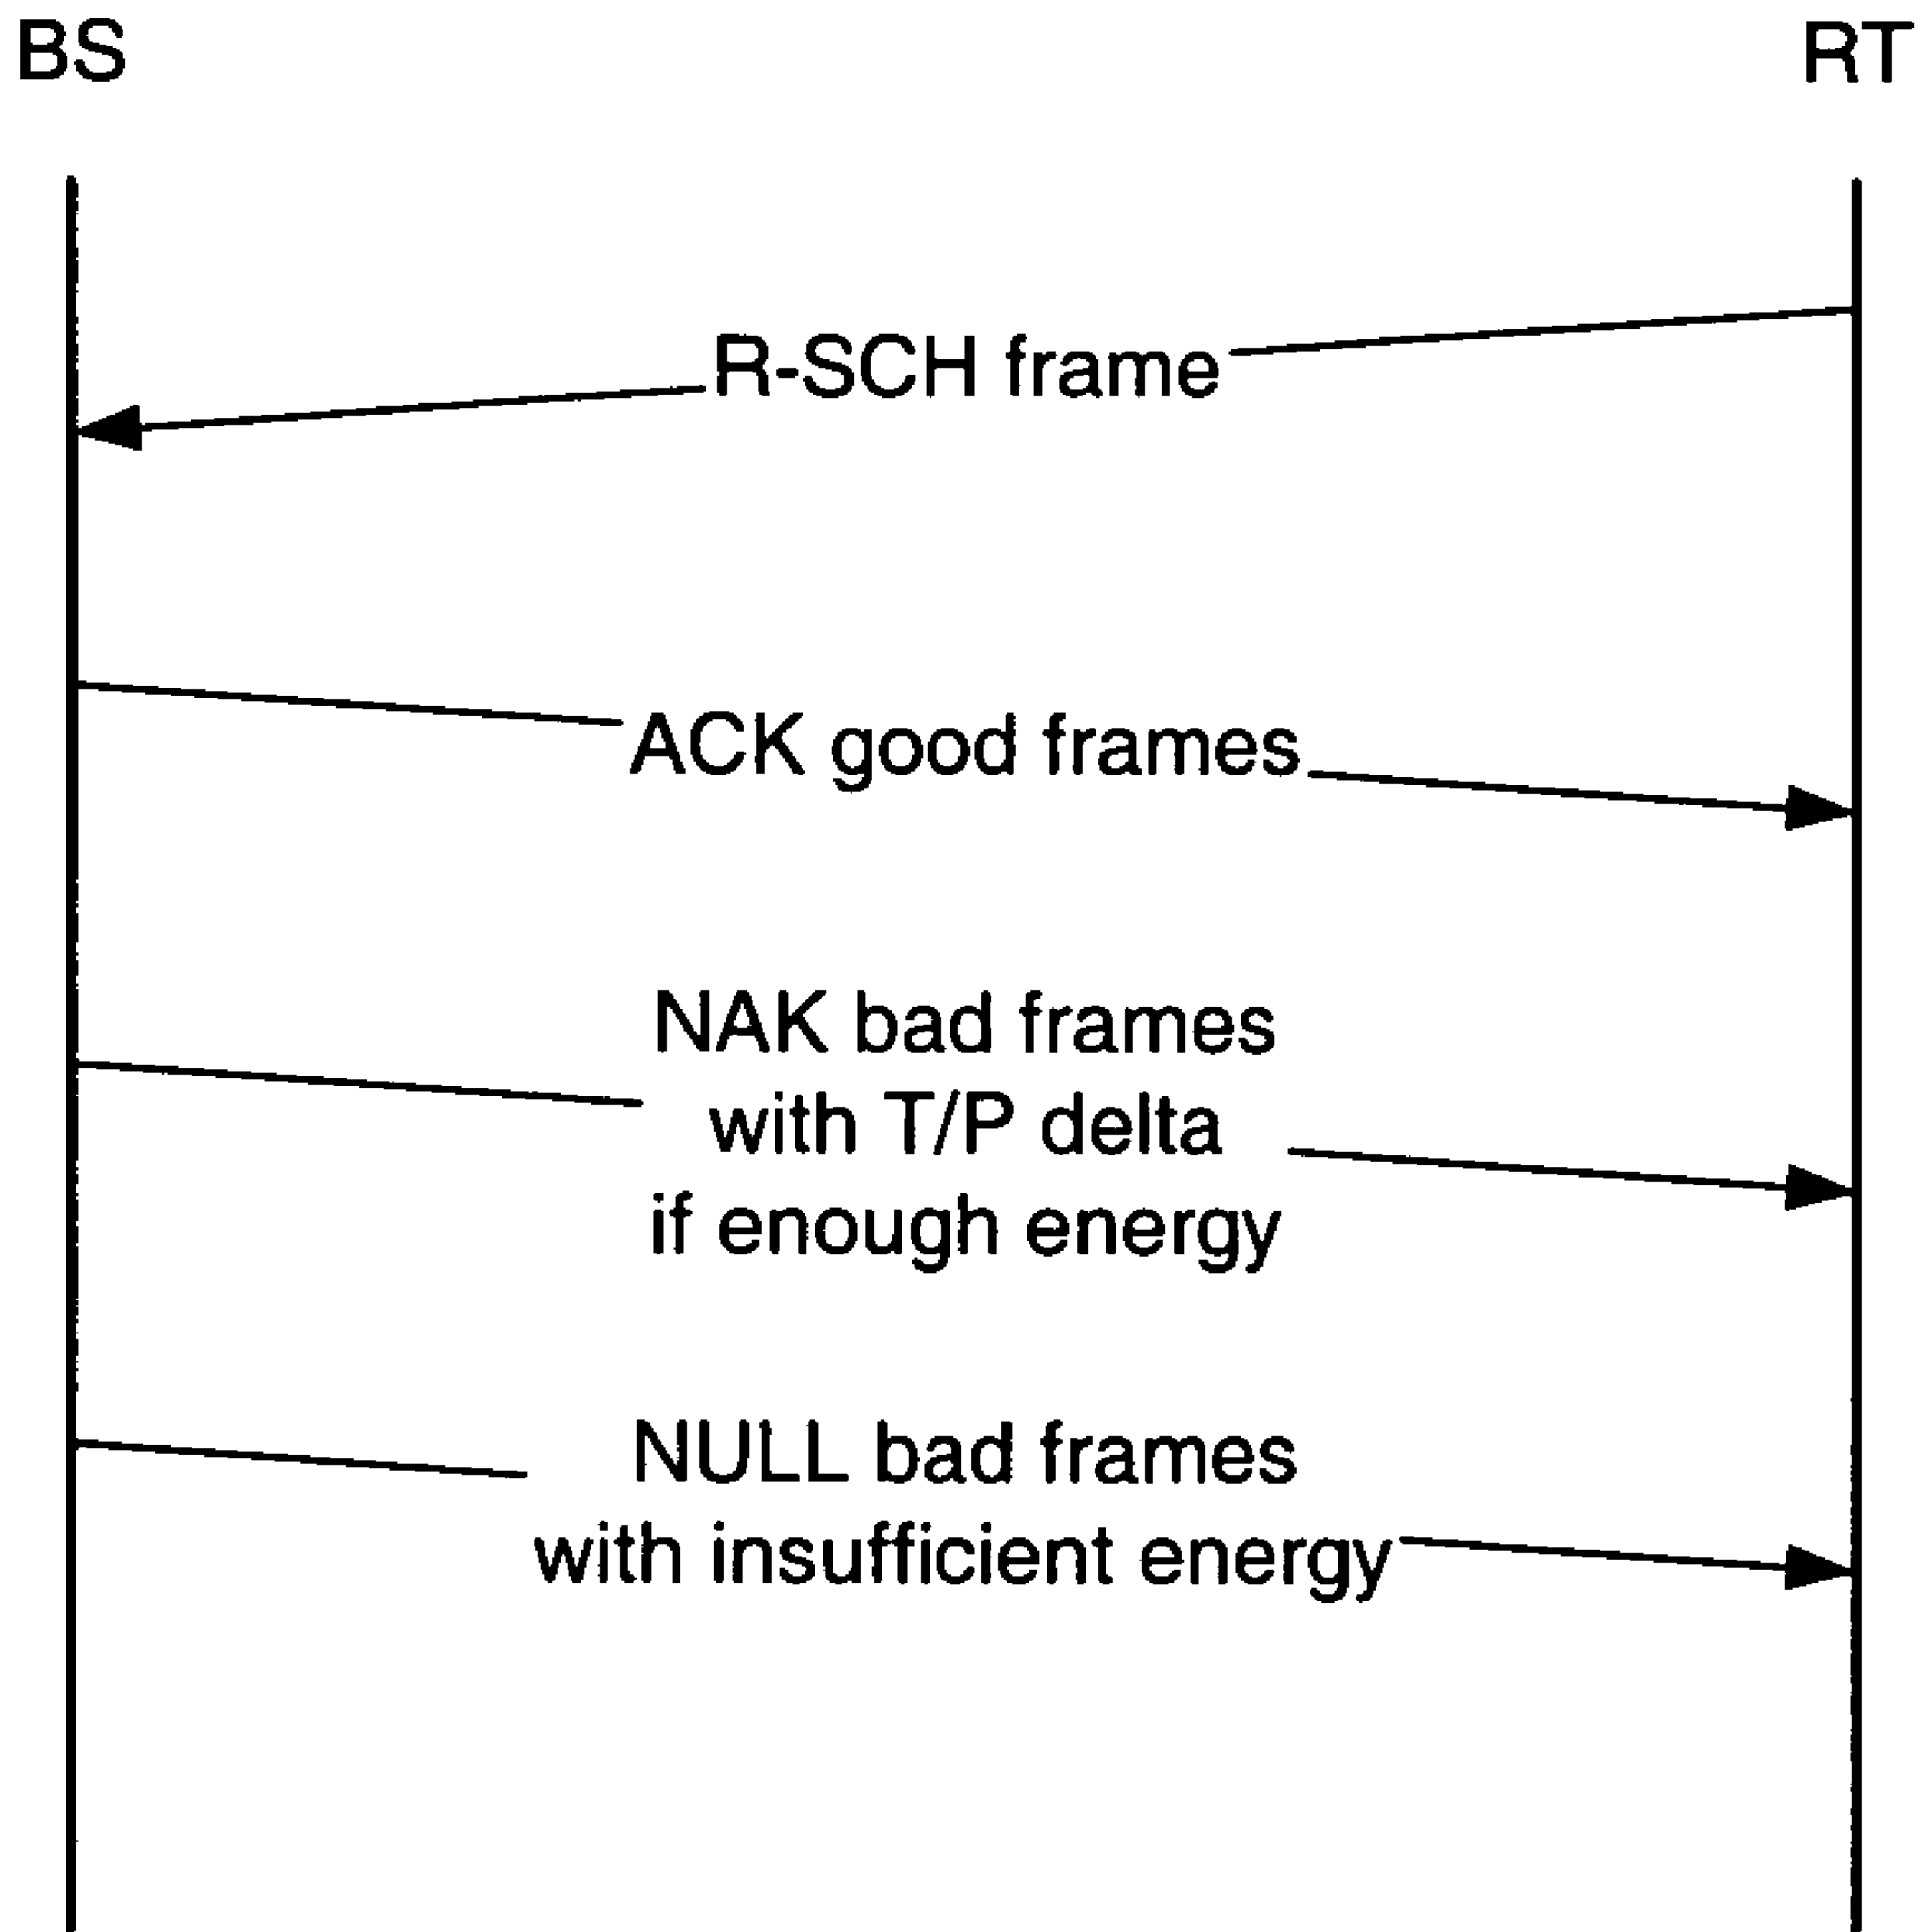 BS
RT
R-SCH frame
ACK good frames
NAK bad frames
with T/P delta
if enough energy
NULL bad frames
with insufficient energy